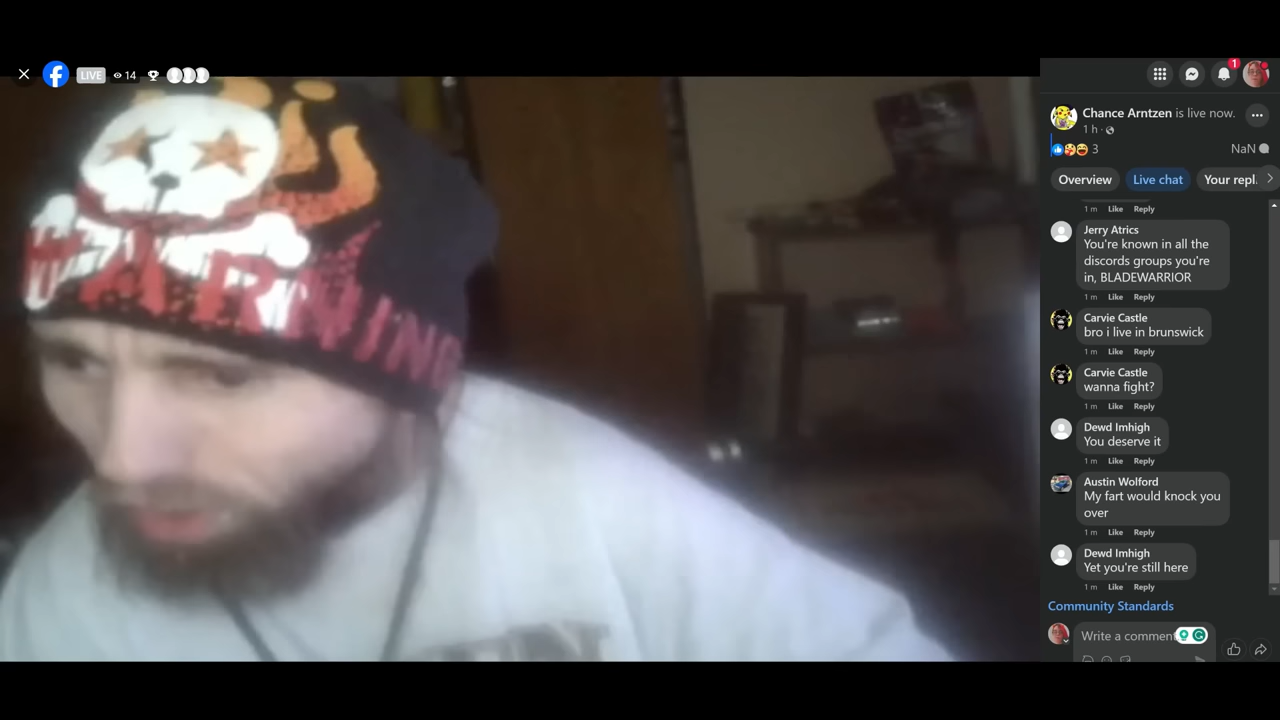 LIVE
14
1
Chance Arntzen is live now.
1 h
3
NaN
Overview
Live chat
Your repl.
1 m Like Reply
Jerry Atrics
You're known in all the
discords groups you're
in, BLADEWARRIOR
1 m Like Reply
Carvie Castle
bro i live in brunswick
1 m Like Reply
Carvie Castle
wanna fight?
1 m Like Reply
Dewd Imhigh
You deserve it
1 m Like Reply
Austin Wolford
My fart would knock you
over
1 m Like Reply
Dewd Imhigh
Yet you're still here
1 m Like Reply
Community Standards
Write a comment